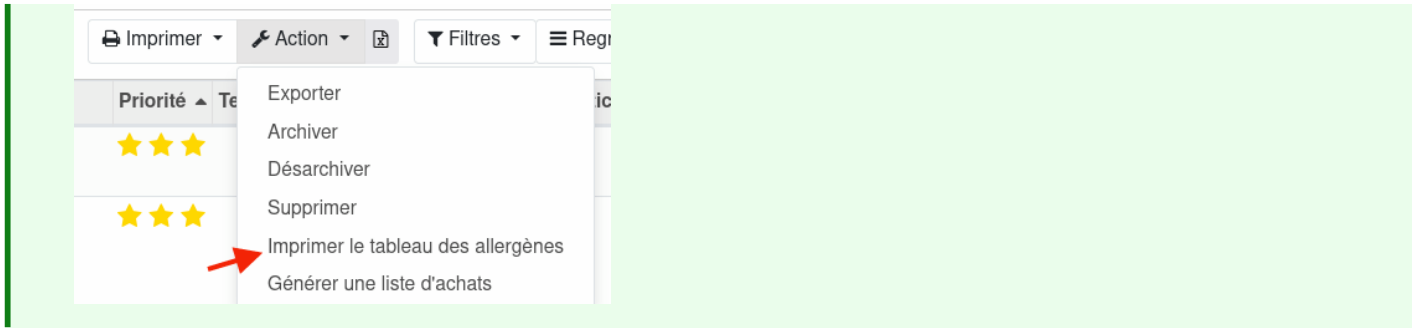 Imprimer Action Filtres Regr
Priorité Te ic
Exporter
Archiver
Désarchiver
Supprimer
Imprimer le tableau des allergènes
Générer une liste d'achats